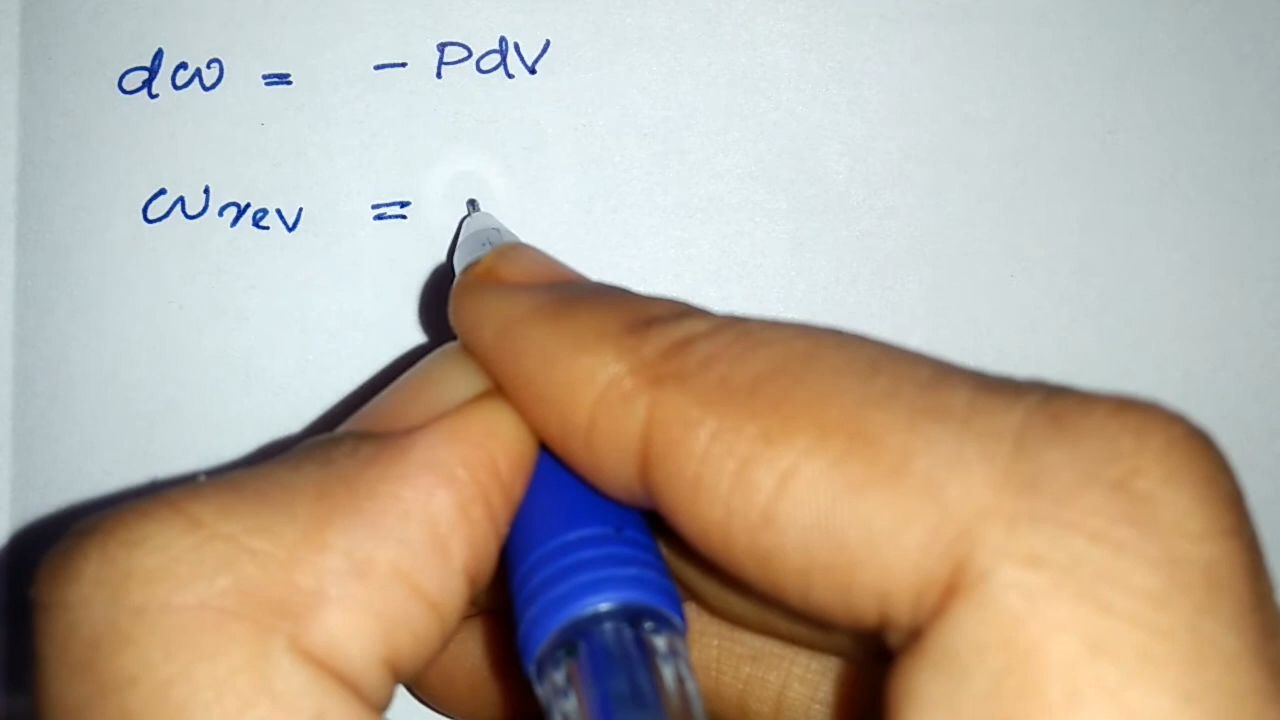 dw = - PdV
wrev =